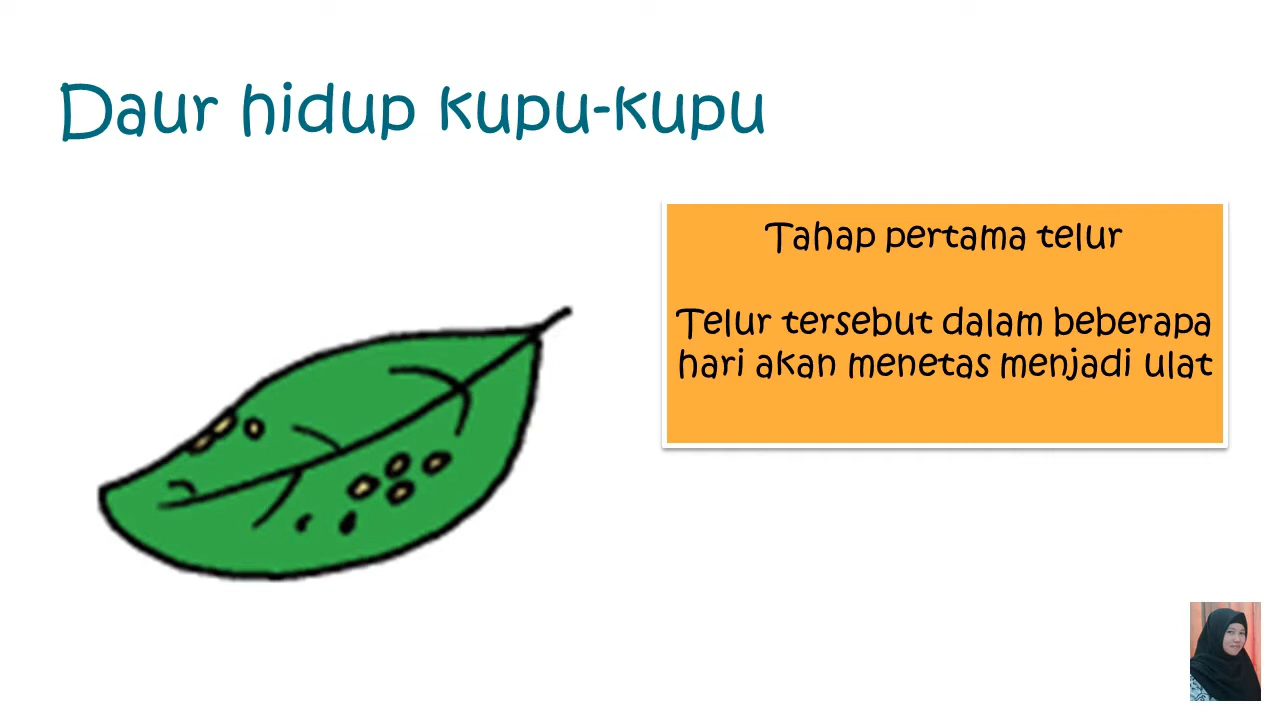 Daur hidup kupu-kupu
Tahap pertama telur
Telur tersebut dalam beberapa
hari akan menetas menjadi ulat